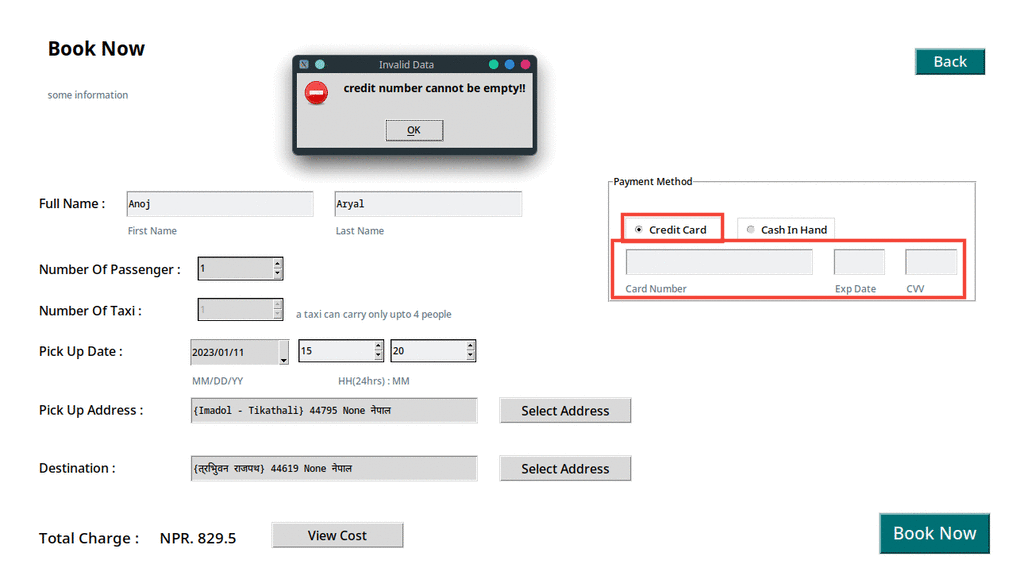 Book Now
Invalid Data
Back
credit number cannot be empty!!
some information
OK
Payment Method
Full Name :
Anoj
Aryal
First Name
Last Name
Credit Card
Cash In Hand
Number Of Passenger :
1
Card Number
Exp Date
CVV
Number Of Taxi :
1
a taxi can carry only upto 4 people
Pick Up Date :
2023/01/11
15
20
MM/DD/YY
HH(24hrs) : MM
Pick Up Address :
{Imadol - Tikathali} 44795 None नेपाल
Select Address
Destination :
{त्रिभुवन राजपथ} 44619 None नेपाल
Select Address
Total Charge :
NPR. 829.5
View Cost
Book Now